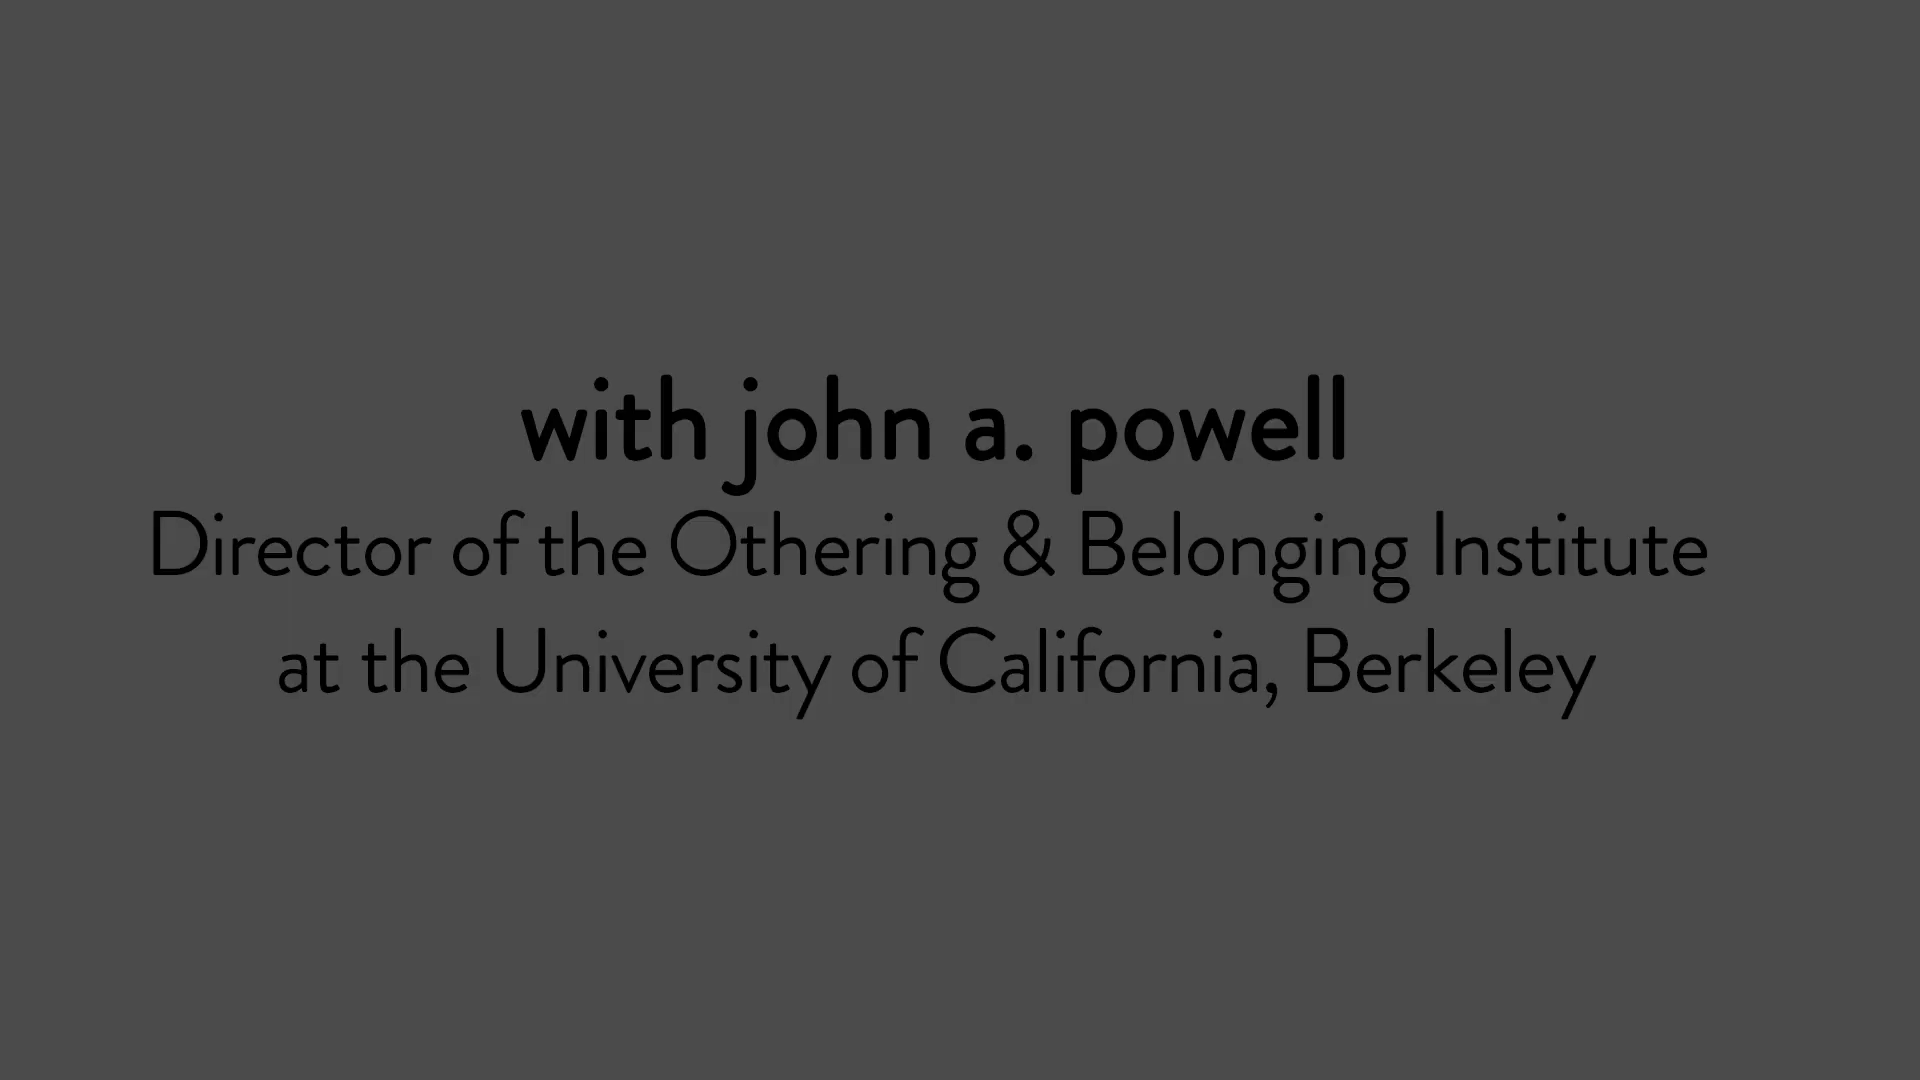 with john a. powell
Director of the Othering & Belonging Institute
at the University of California, Berkeley